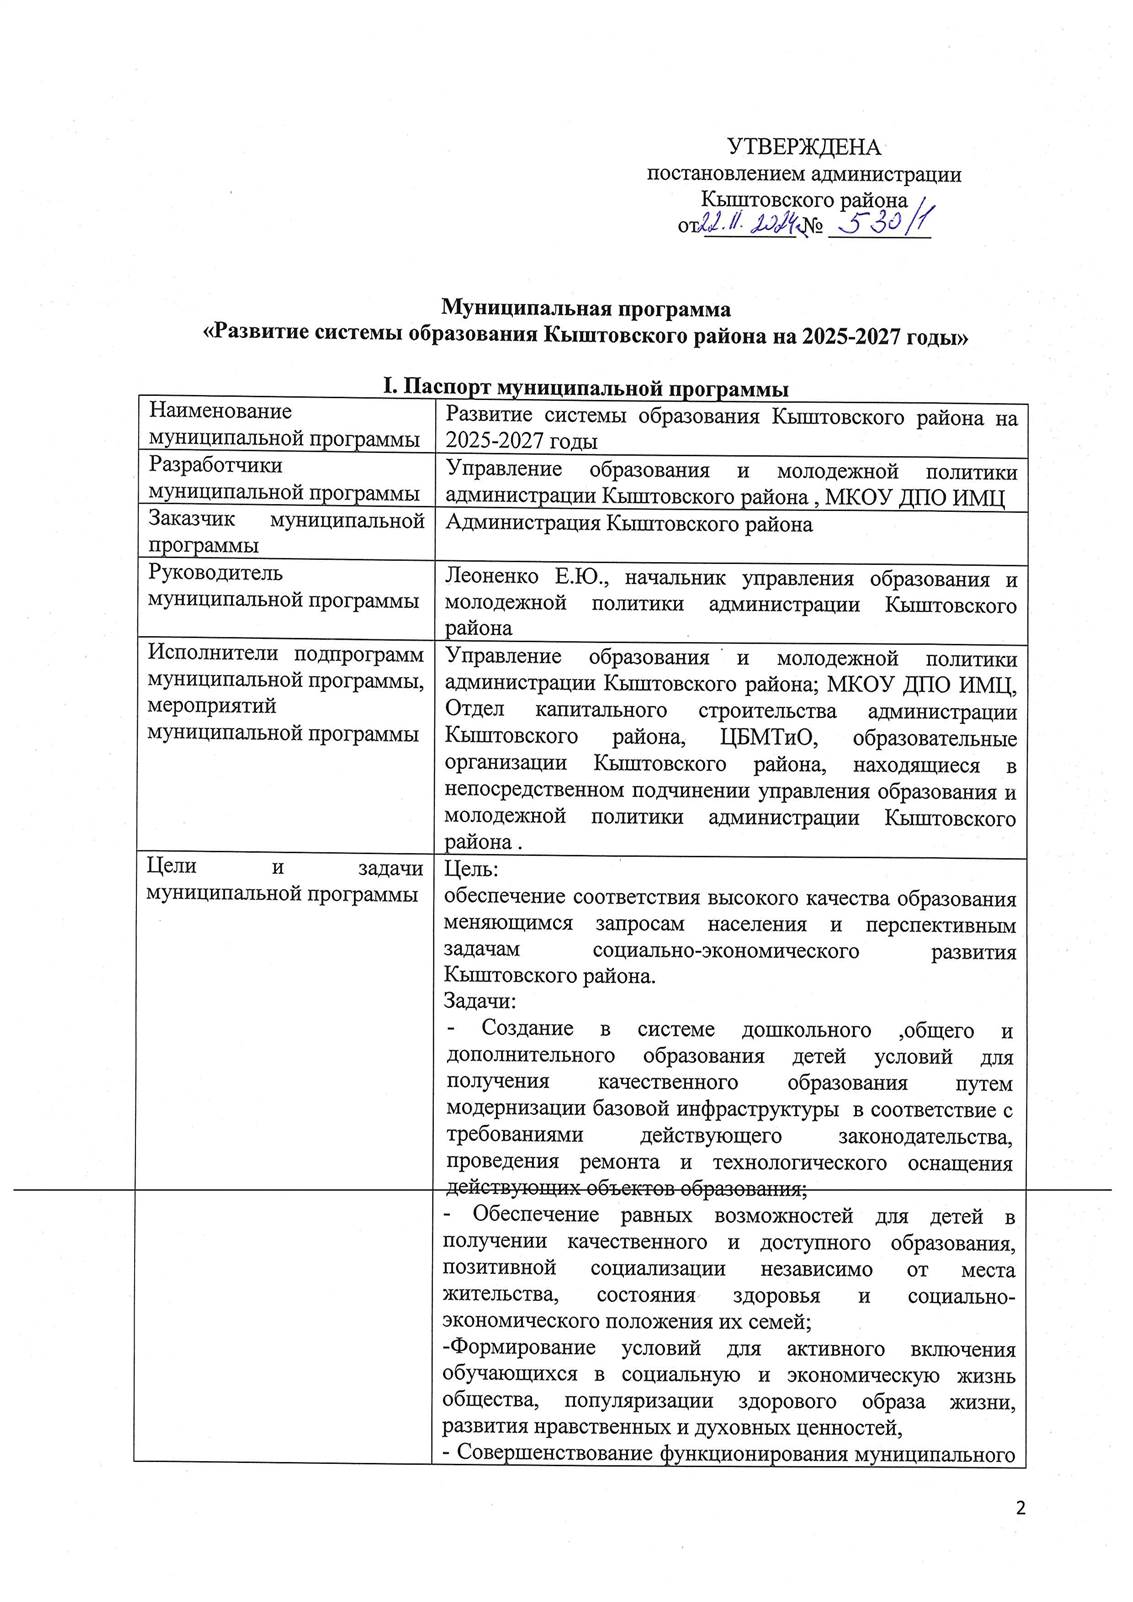 УТВЕРЖДЕНА
постановлением администрации
Кыштовского района
от 22.11.2024г. № 530/1
Муниципальная программа
«Развитие системы образования Кыштовского района на 2025-2027 годы»
I. Паспорт муниципальной программы
Наименование
муниципальной программы
Развитие системы образования Кыштовского района на
2025-2027 годы
Разработчики
муниципальной программы
Управление образования и молодежной политики
администрации Кыштовского района , МКОУ ДПО ИМЦ
Заказчик муниципальной
программы
Администрация Кыштовского района
Руководитель
муниципальной программы
Леоненко Е.Ю., начальник управления образования и
молодежной политики администрации Кыштовского
района
Исполнители подпрограмм
муниципальной программы,
мероприятий
муниципальной программы
Управление образования и молодежной политики
администрации Кыштовского района; МКОУ ДПО ИМЦ,
Отдел капитального строительства администрации
Кыштовского района, ЦБМТиО, образовательные
организации Кыштовского района, находящиеся в
непосредственном подчинении управления образования и
молодежной политики администрации Кыштовского
района .
Цели и задачи
муниципальной программы
Цель:
обеспечение соответствия высокого качества образования
меняющимся запросам населения и перспективным
задачам социально-экономического развития
Кыштовского района.
Задачи:
- Создание в системе дошкольного ,общего и
дополнительного образования детей условий для
получения качественного образования путем
модернизации базовой инфраструктуры в соответствие с
требованиями действующего законодательства,
проведения ремонта и технологического оснащения
действующих объектов образования;
- Обеспечение равных возможностей для детей в
получении качественного и доступного образования,
позитивной социализации независимо от места
жительства, состояния здоровья и социально-
экономического положения их семей;
-Формирование условий для активного включения
обучающихся в социальную и экономическую жизнь
общества, популяризации здорового образа жизни,
развития нравственных и духовных ценностей,
- Совершенствование функционирования муниципального
2